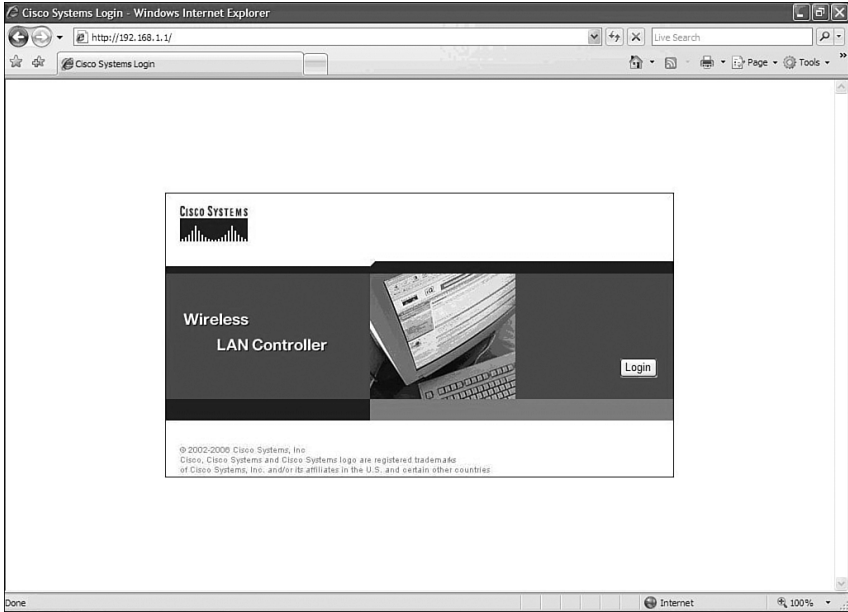 Cisco Systems Login - Windows Internet Explorer
http://192.168.1.1/
Live Search
Cisco Systems Login
Page
Tools
CISCO SYSTEMS
Wireless
LAN Controller
Login
© 2002-2006 Cisco Systems, Inc
Cisco, Cisco Systems and Cisco Systems logo are registered trademarks
of Cisco Systems, Inc. and/or its affiliates in the U.S. and certain other countries
Done
Internet
100%